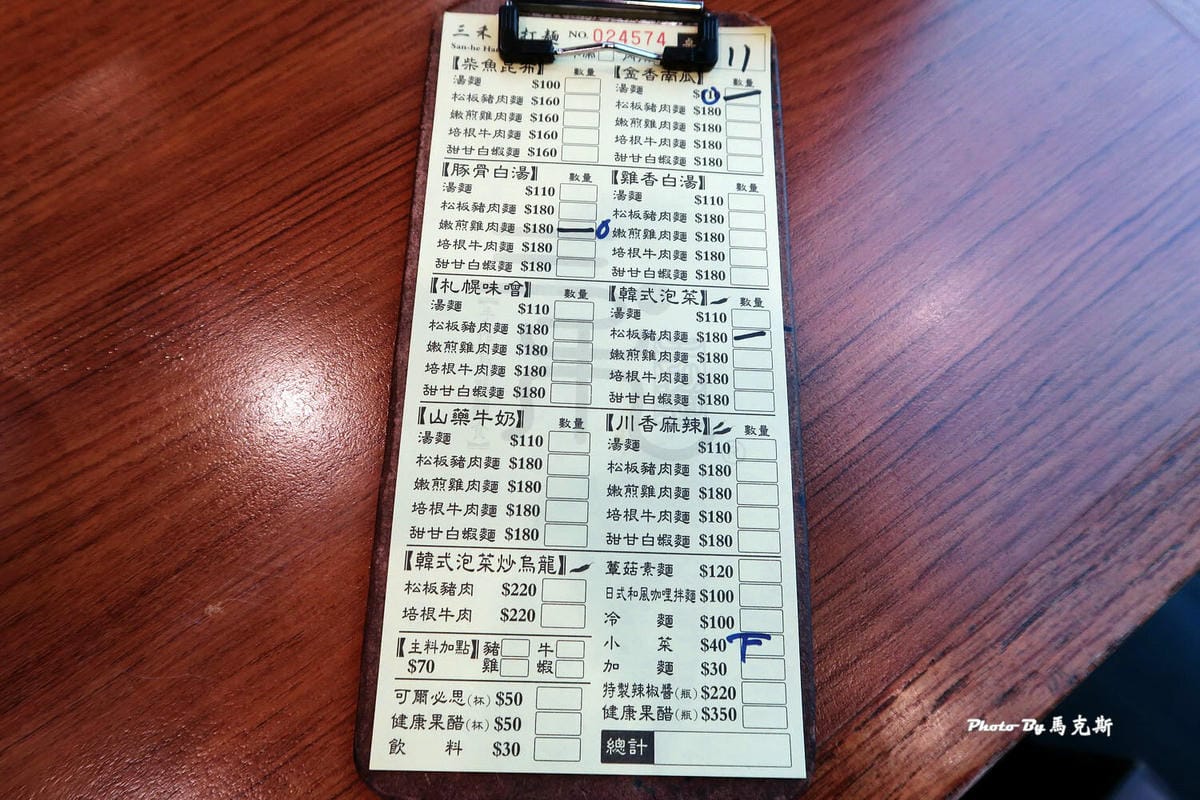 三禾 打麵 NO. 024574
San-he Ha
11
【柴魚昆布】 數量
湯麵 $100
松板豬肉麵 $160
嫩煎雞肉麵 $160
培根牛肉麵 $160
甜甘白蝦麵 $160
【金香南瓜】 數量
湯麵 $
松板豬肉麵 $180
嫩煎雞肉麵 $180
培根牛肉麵 $180
甜甘白蝦麵 $180
【豚骨白湯】 數量
湯麵 $110
松板豬肉麵 $180
嫩煎雞肉麵 $180 一
培根牛肉麵 $180
甜甘白蝦麵 $180
【雞香白湯】 數量
湯麵 $110
松板豬肉麵 $180
嫩煎雞肉麵 $180
培根牛肉麵 $180
甜甘白蝦麵 $180
【札幌味噌】 數量
湯麵 $110
松板豬肉麵 $180
嫩煎雞肉麵 $180
培根牛肉麵 $180
甜甘白蝦麵 $180
【韓式泡菜】 數量
湯麵 $110
松板豬肉麵 $180 一
嫩煎雞肉麵 $180
培根牛肉麵 $180
甜甘白蝦麵 $180
【山藥牛奶】 數量
湯麵 $110
松板豬肉麵 $180
嫩煎雞肉麵 $180
培根牛肉麵 $180
甜甘白蝦麵 $180
【川香麻辣】 數量
湯麵 $110
松板豬肉麵 $180
嫩煎雞肉麵 $180
培根牛肉麵 $180
甜甘白蝦麵 $180
【韓式泡菜炒烏龍】
松板豬肉 $220
培根牛肉 $220
【主料加點】 豬 牛
$70 雞 蝦
可爾必思(杯) $50
健康果醋(杯) $50
飲 料 $30
蕈菇素麵 $120
日式和風咖哩拌麵 $100
冷 麵 $100
小 菜 $40
加 麵 $30
特製辣椒醬(瓶) $220
健康果醋(瓶) $350
總計
Photo By 馬克斯